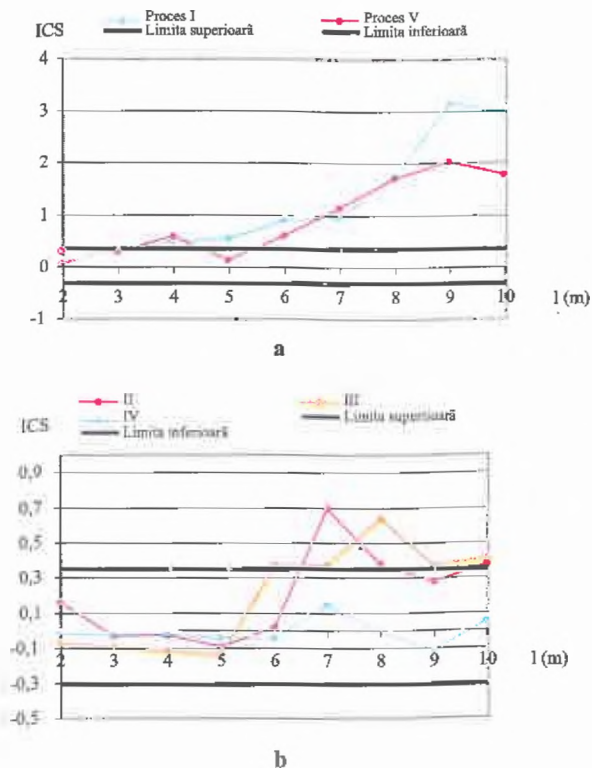 ICS
Proces I
Proces V
Limita superioară
Limita inferioară
4
3
2
1
0
-1
2 3 4 5 6 7 8 9 10 l (m)
a
ICS
II
III
IV
Limita superioară
Limita inferioară
0,9
0,7
0,5
0,3
0,1
-0,1
-0,3
-0,5
2 3 4 5 6 7 8 9 10 l (m)
b